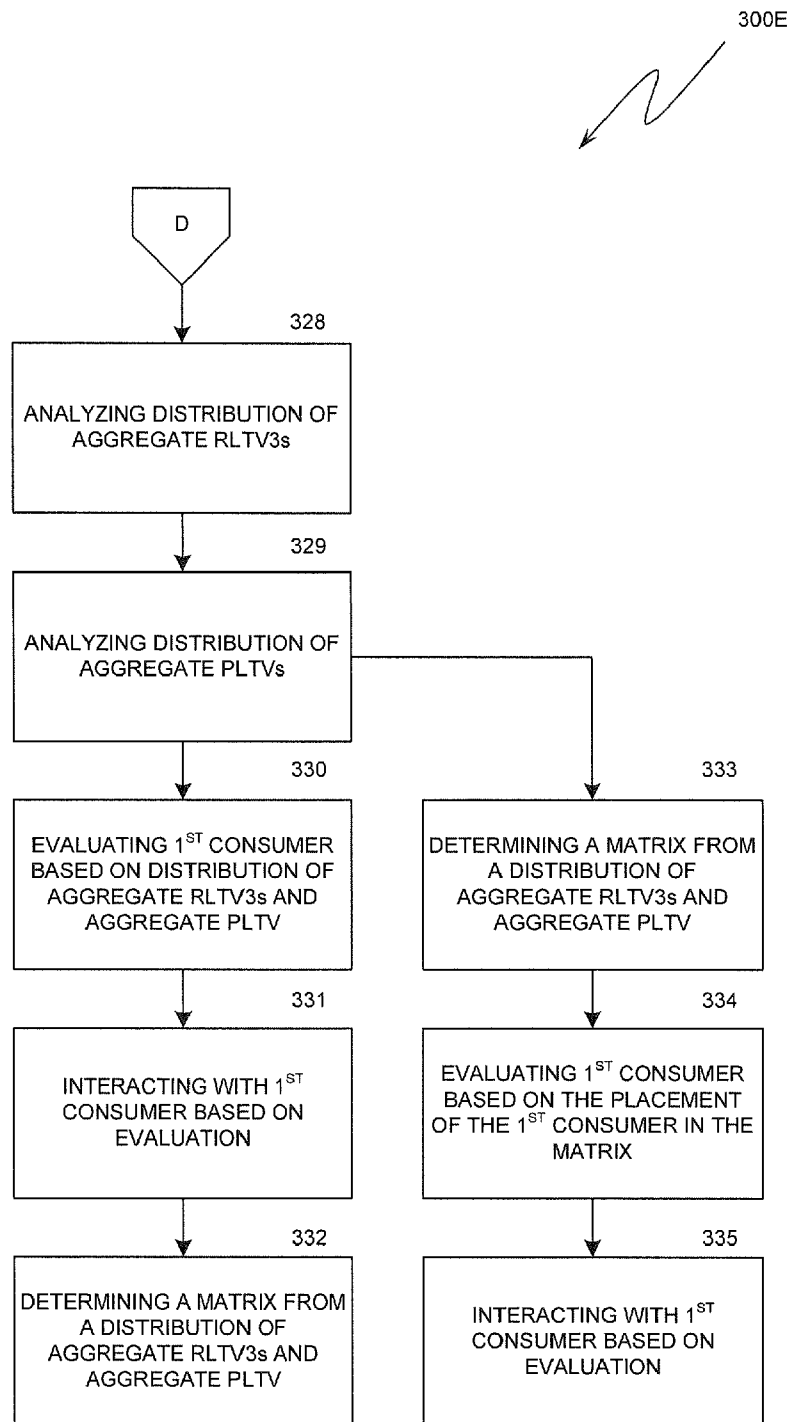 300E
D
328
ANALYZING DISTRIBUTION OF
AGGREGATE RLTV3s
329
ANALYZING DISTRIBUTION OF
AGGREGATE PLTVs
330
EVALUATING 1ST CONSUMER
BASED ON DISTRIBUTION OF
AGGREGATE RLTV3s AND
AGGREGATE PLTV
331
INTERACTING WITH 1ST
CONSUMER BASED ON
EVALUATION
332
DETERMINING A MATRIX FROM
A DISTRIBUTION OF
AGGREGATE RLTV3s AND
AGGREGATE PLTV
333
DETERMINING A MATRIX FROM
A DISTRIBUTION OF
AGGREGATE RLTV3s AND
AGGREGATE PLTV
334
EVALUATING 1ST CONSUMER
BASED ON THE PLACEMENT
OF THE 1ST CONSUMER IN THE
MATRIX
335
INTERACTING WITH 1ST
CONSUMER BASED ON
EVALUATION